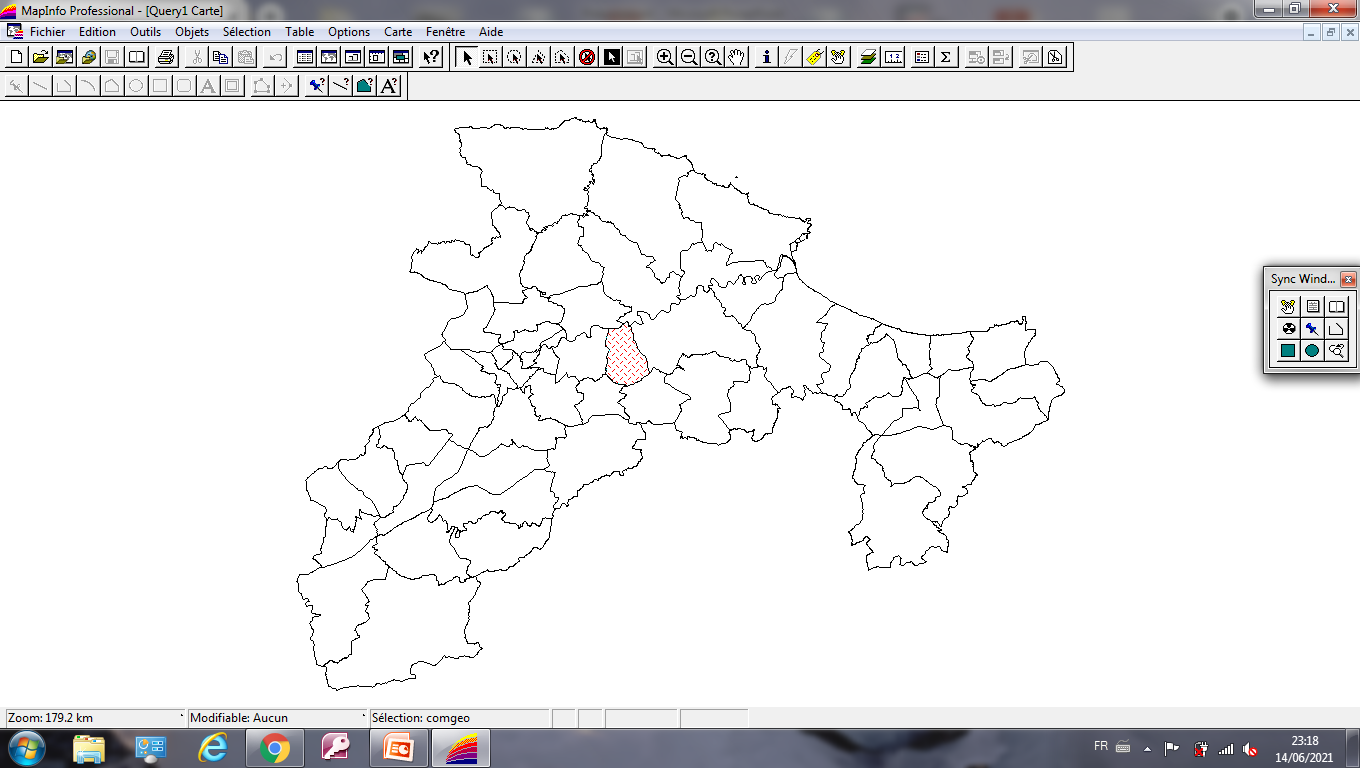 MapInfo Professional - [Query1 Carte]
Fichier Edition Outils Objets Sélection Table Options Carte Fenêtre Aide
Sync Wind...
Zoom: 179.2 km Modifiable: Aucun Sélection: comgeo
FR
23:18
14/06/2021